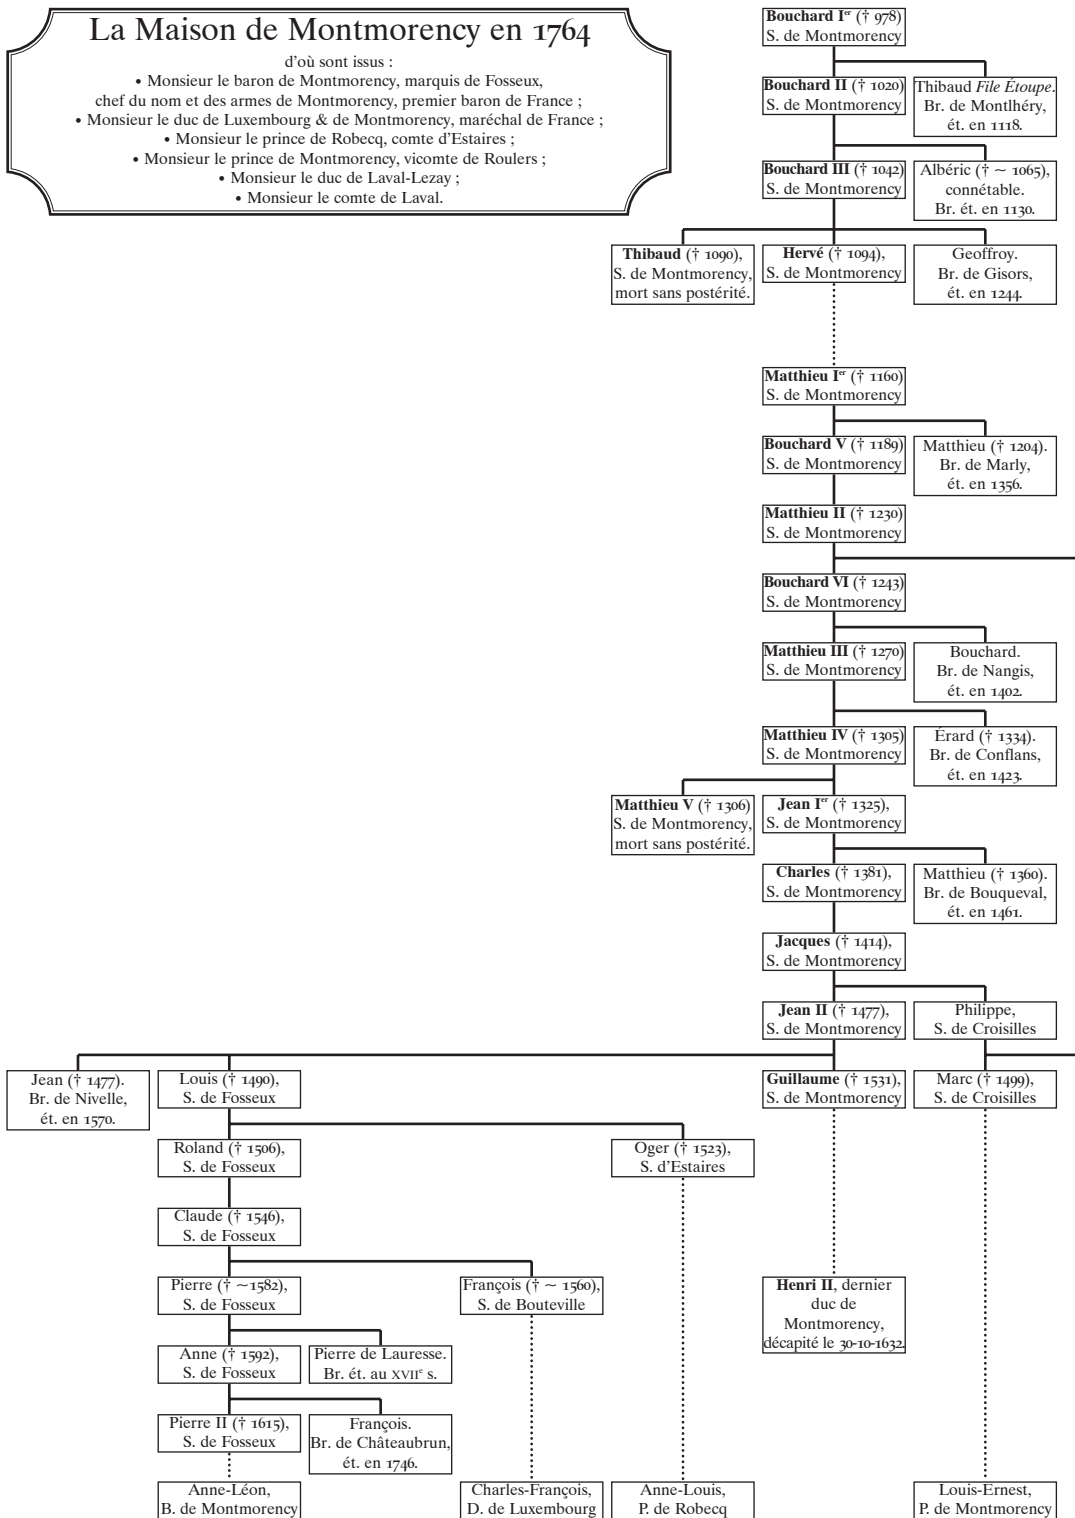 La Maison de Montmorency en 1764
d'où sont issus :
• Monsieur le baron de Montmorency, marquis de Fosseux,
chef du nom et des armes de Montmorency, premier baron de France ;
• Monsieur le duc de Luxembourg & de Montmorency, maréchal de France ;
• Monsieur le prince de Robecq, comte d'Estaires ;
• Monsieur le prince de Montmorency, vicomte de Roulers ;
• Monsieur le duc de Laval-Lezay ;
• Monsieur le comte de Laval.
Bouchard Ier († 978)
S. de Montmorency
Bouchard II († 1020)
S. de Montmorency
Thibaud File Étoupe.
Br. de Montlhéry,
ét. en 1118.
Bouchard III († 1042)
S. de Montmorency
Albéric († ~ 1065),
connétable.
Br. ét. en 1130.
Thibaud († 1090),
S. de Montmorency,
mort sans postérité.
Hervé († 1094),
S. de Montmorency
Geoffroy.
Br. de Gisors,
ét. en 1244.
Matthieu Ier († 1160)
S. de Montmorency
Bouchard V († 1189)
S. de Montmorency
Matthieu († 1204).
Br. de Marly,
ét. en 1356.
Matthieu II († 1230)
S. de Montmorency
Bouchard VI († 1243)
S. de Montmorency
Matthieu III († 1270)
S. de Montmorency
Bouchard.
Br. de Nangis,
ét. en 1402.
Matthieu IV († 1305)
S. de Montmorency
Érard († 1334).
Br. de Conflans,
ét. en 1423.
Matthieu V († 1306)
S. de Montmorency,
mort sans postérité.
Jean Ier († 1325),
S. de Montmorency
Charles († 1381),
S. de Montmorency
Matthieu († 1360).
Br. de Bouqueval,
ét. en 1461.
Jacques († 1414),
S. de Montmorency
Jean II († 1477),
S. de Montmorency
Philippe,
S. de Croisilles
Jean († 1477).
Br. de Nivelle,
ét. en 1570.
Louis († 1490),
S. de Fosseux
Guillaume († 1531),
S. de Montmorency
Marc († 1499),
S. de Croisilles
Roland († 1506),
S. de Fosseux
Oger († 1523),
S. d'Estaires
Claude († 1546),
S. de Fosseux
Pierre († ~1582),
S. de Fosseux
François († ~ 1560),
S. de Bouteville
Henri II, dernier
duc de
Montmorency,
décapité le 30-10-1632.
Anne († 1592),
S. de Fosseux
Pierre de Lauresse.
Br. ét. au XVIIe s.
Pierre II († 1615),
S. de Fosseux
François.
Br. de Châteaubrun,
ét. en 1746.
Anne-Léon,
B. de Montmorency
Charles-François,
D. de Luxembourg
Anne-Louis,
P. de Robecq
Louis-Ernest,
P. de Montmorency